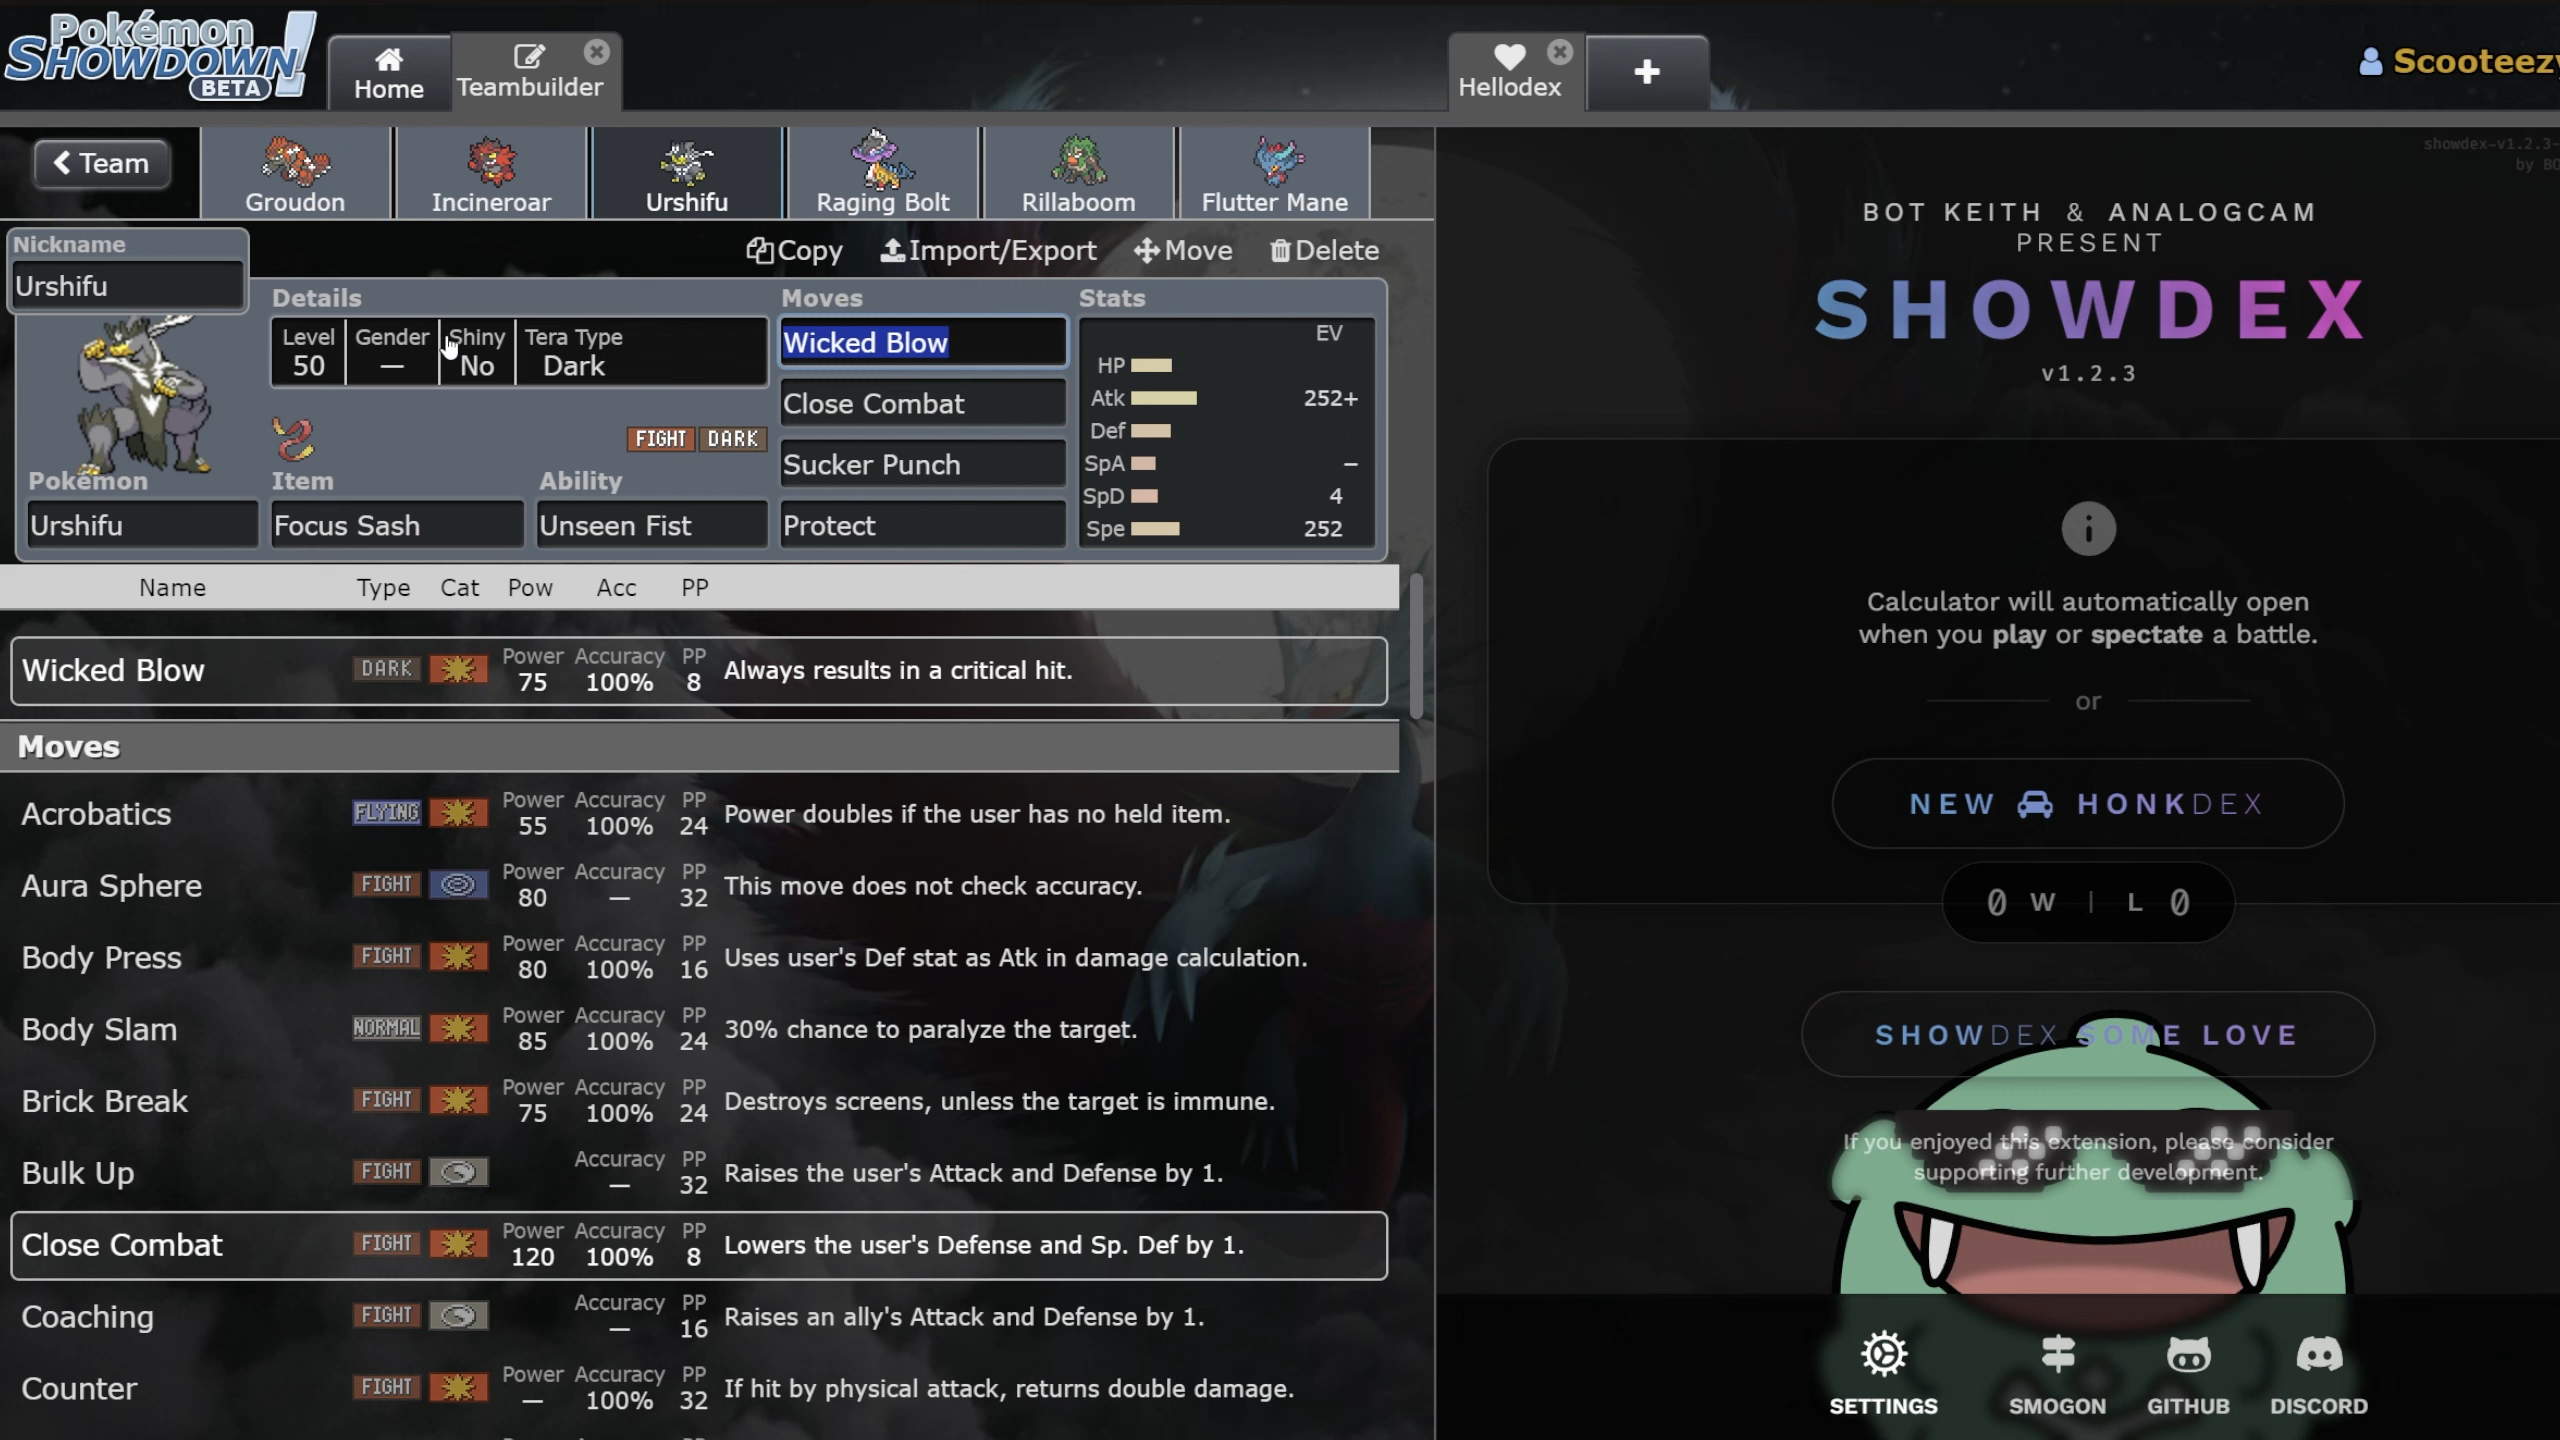 Pokémon
SHOWDOWN!
BETA
Home
Teambuilder
Hellodex
Scooteezy
Team
Groudon
Incineroar
Urshifu
Raging Bolt
Rillaboom
Flutter Mane
showdex-v1.2.3-
by BO
Nickname
Urshifu
Copy
Import/Export
Move
Delete
Details
Level
50
Gender
—
Shiny
No
Tera Type
Dark
FIGHT DARK
Pokémon
Urshifu
Item
Focus Sash
Ability
Unseen Fist
Moves
Wicked Blow
Close Combat
Sucker Punch
Protect
Stats
EV
HP
Atk 252+
Def
SpA –
SpD 4
Spe 252
Name Type Cat Pow Acc PP
Wicked Blow DARK Power 75 Accuracy 100% PP 8 Always results in a critical hit.
Moves
Acrobatics FLYING Power 55 Accuracy 100% PP 24 Power doubles if the user has no held item.
Aura Sphere FIGHT Power 80 Accuracy — PP 32 This move does not check accuracy.
Body Press FIGHT Power 80 Accuracy 100% PP 16 Uses user's Def stat as Atk in damage calculation.
Body Slam NORMAL Power 85 Accuracy 100% PP 24 30% chance to paralyze the target.
Brick Break FIGHT Power 75 Accuracy 100% PP 24 Destroys screens, unless the target is immune.
Bulk Up FIGHT Accuracy — PP 32 Raises the user's Attack and Defense by 1.
Close Combat FIGHT Power 120 Accuracy 100% PP 8 Lowers the user's Defense and Sp. Def by 1.
Coaching FIGHT Accuracy — PP 16 Raises an ally's Attack and Defense by 1.
Counter FIGHT Power — Accuracy 100% PP 32 If hit by physical attack, returns double damage.
BOT KEITH & ANALOGCAM
PRESENT
SHOWDEX
v1.2.3
Calculator will automatically open
when you play or spectate a battle.
or
NEW HONKDEX
0 W | L 0
SHOWDEX SOME LOVE
If you enjoyed this extension, please consider
supporting further development.
SETTINGS
SMOGON
GITHUB
DISCORD